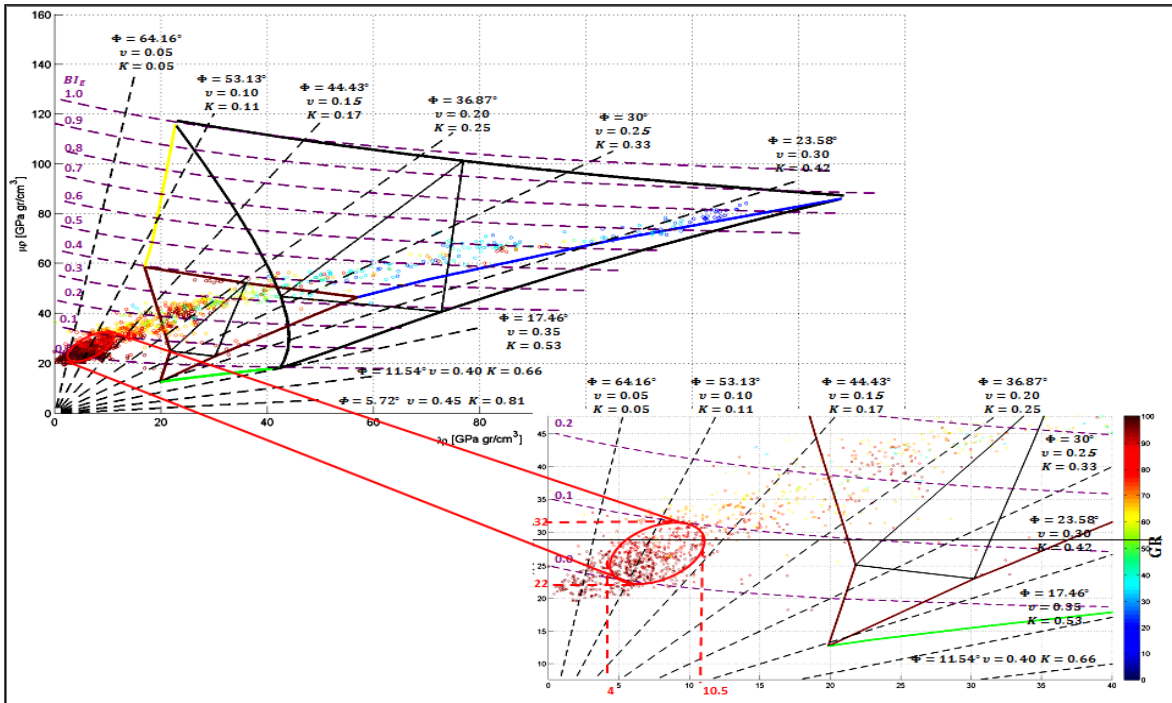 160
140
120
100
80
60
40
20
0
μρ [GPa gr/cm³]
Φ = 64.16°
υ = 0.05
K = 0.05
Φ = 53.13°
υ = 0.10
K = 0.11
Φ = 44.43°
υ = 0.15
K = 0.17
Φ = 36.87°
υ = 0.20
K = 0.25
Φ = 30°
υ = 0.25
K = 0.33
Φ = 23.58°
υ = 0.30
K = 0.42
BI_E
1.0
0.9
0.8
0.7
0.6
0.5
0.4
0.3
0.2
0.1
Φ = 17.46°
υ = 0.35
K = 0.53
Φ = 11.54° υ = 0.40 K = 0.66
Φ = 5.72° υ = 0.45 K = 0.81
0 20 40 60 80
ρ [GPa gr/cm³]
Φ = 64.16°
υ = 0.05
K = 0.05
Φ = 53.13°
υ = 0.10
K = 0.11
Φ = 44.43°
υ = 0.15
K = 0.17
Φ = 36.87°
υ = 0.20
K = 0.25
Φ = 30°
υ = 0.25
K = 0.33
Φ = 23.58°
υ = 0.30
K = 0.42
Φ = 17.46°
υ = 0.35
K = 0.53
Φ = 11.54° υ = 0.40 K = 0.66
0.2
0.1
0.0
45
40
35
32
30
25
22
20
15
10
0 5 10 15 20 25 30 35 40
4
10.5
100
90
80
70
60
50
40
30
20
10
0
GR